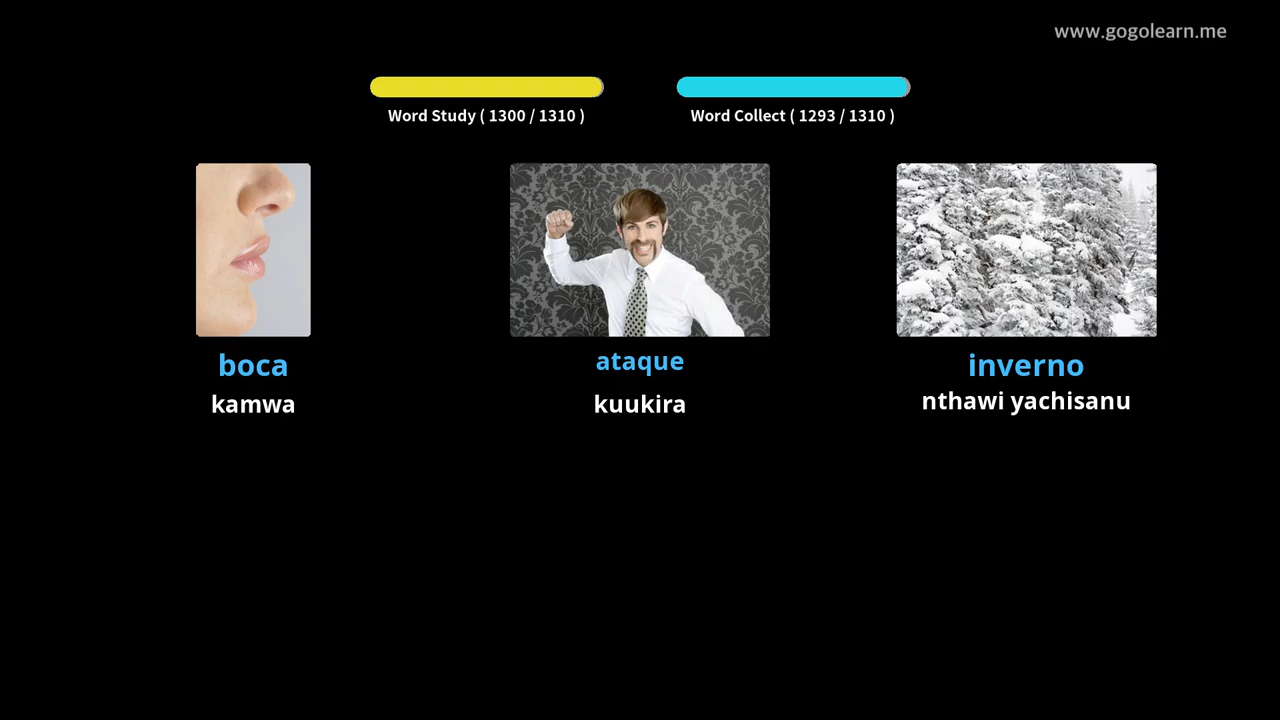 www.gogolearn.me
Word Study ( 1300 / 1310 )
Word Collect ( 1293 / 1310 )
boca
ataque
inverno
kamwa
kuukira
nthawi yachisanu